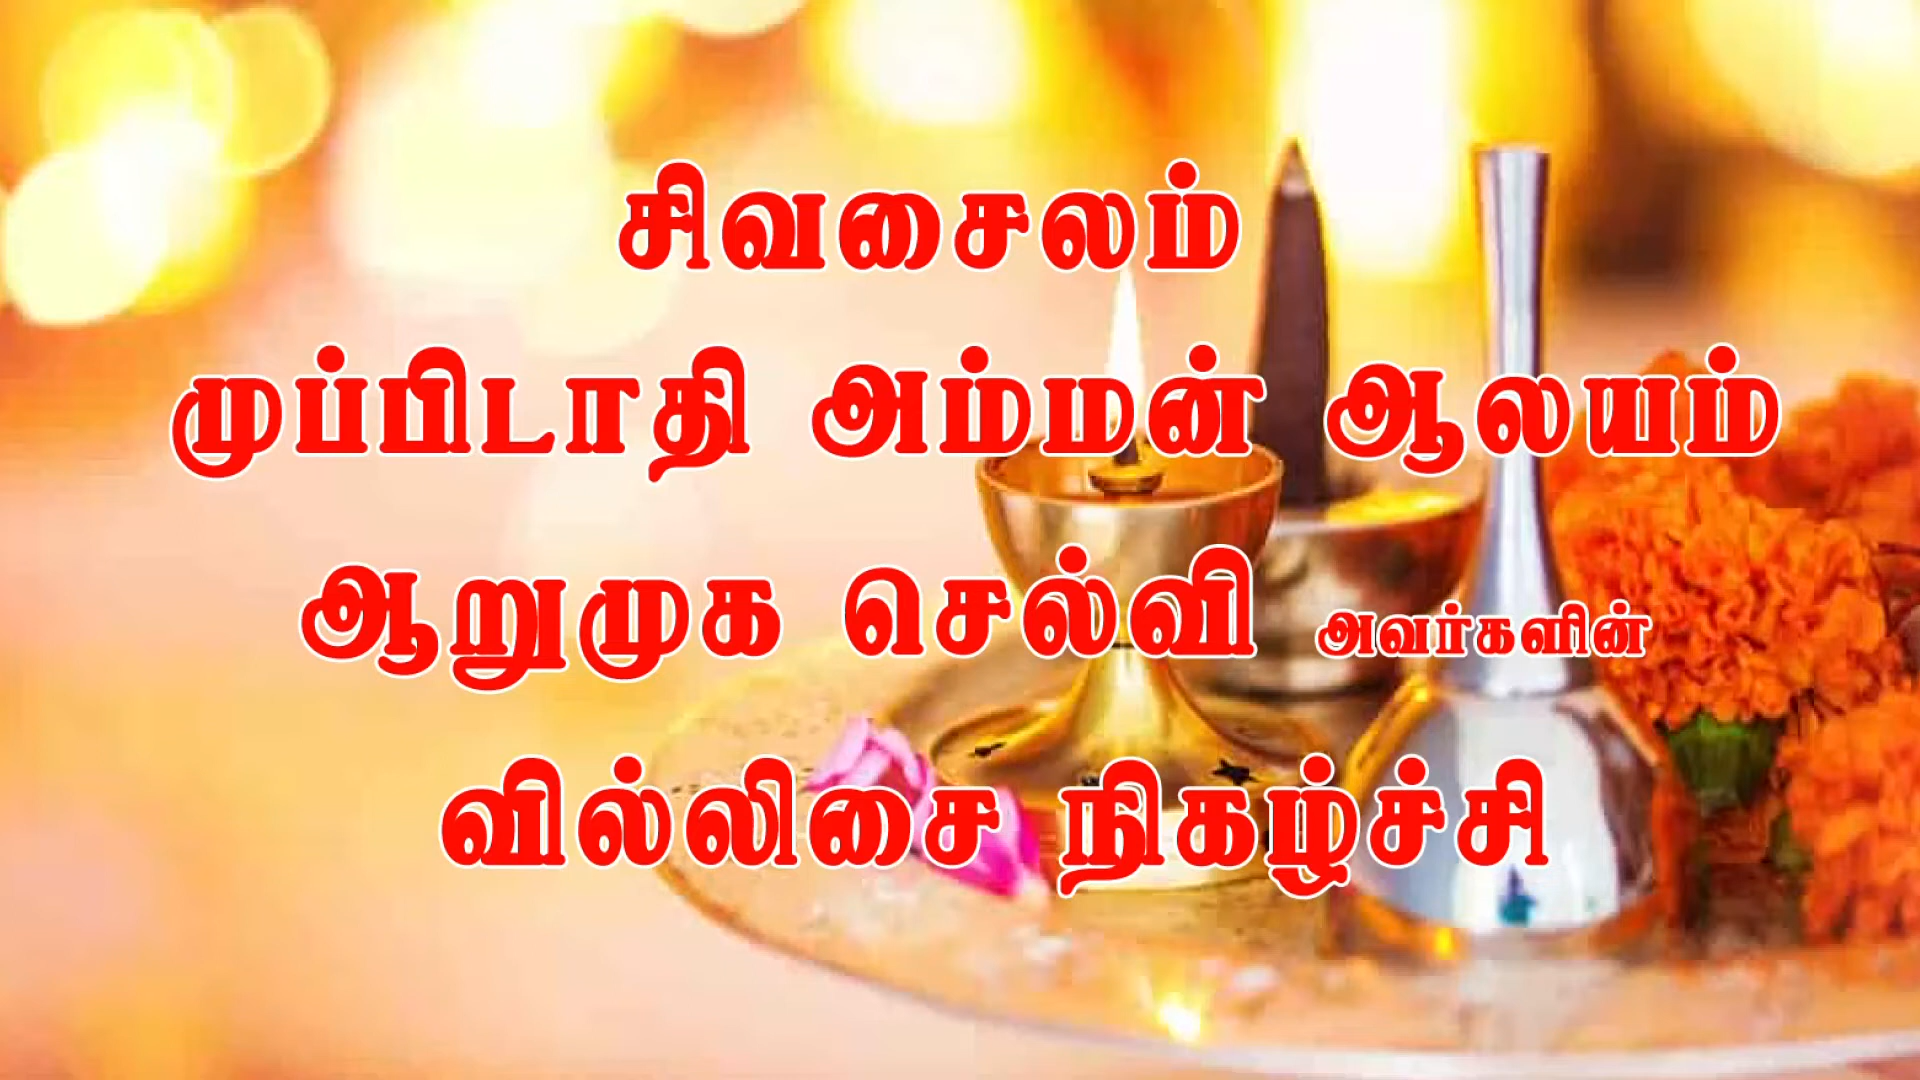 சிவசைலம்
முப்பிடாதி அம்மன் ஆலயம்
ஆறுமுக செல்வி அவர்களின்
வில்லிசை நிகழ்ச்சி